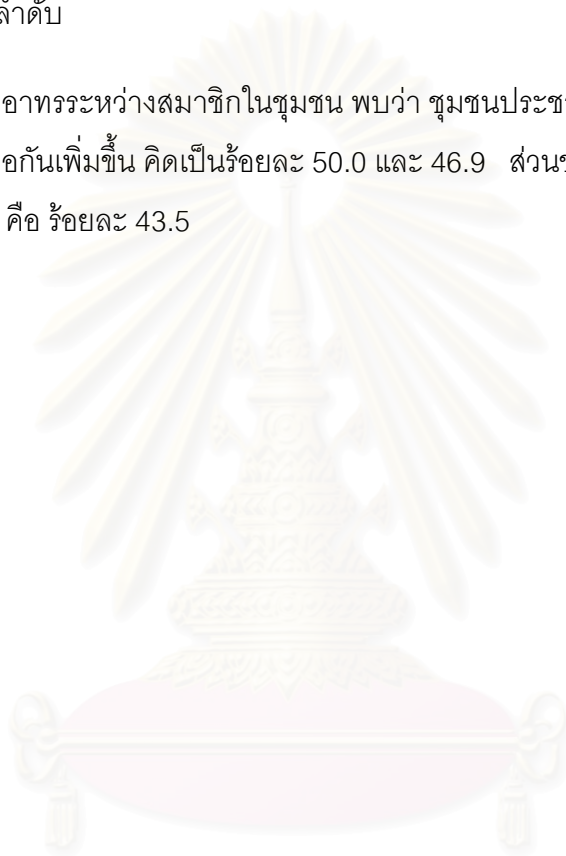 ลำดับ
อาทรระหว่างสมาชิกในชุมชน พบว่า ชุมชนประชา
อกันเพิ่มขึ้น คิดเป็นร้อยละ 50.0 และ 46.9 ส่วน
คือ ร้อยละ 43.5